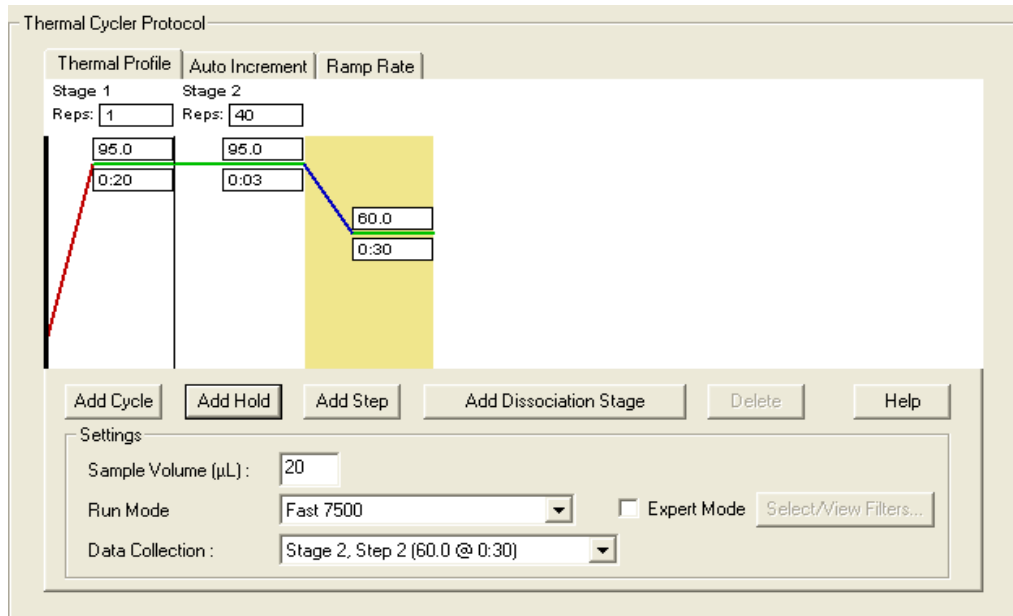 Thermal Cycler Protocol
Thermal Profile Auto Increment Ramp Rate
Stage 1 Stage 2
Reps: 1 Reps: 40
95.0 95.0
0:20 0:03
60.0
0:30
Add Cycle Add Hold Add Step Add Dissociation Stage Delete Help
Settings
Sample Volume (µL) : 20
Run Mode Fast 7500 Expert Mode Select/View Filters...
Data Collection : Stage 2, Step 2 (60.0 @ 0:30)